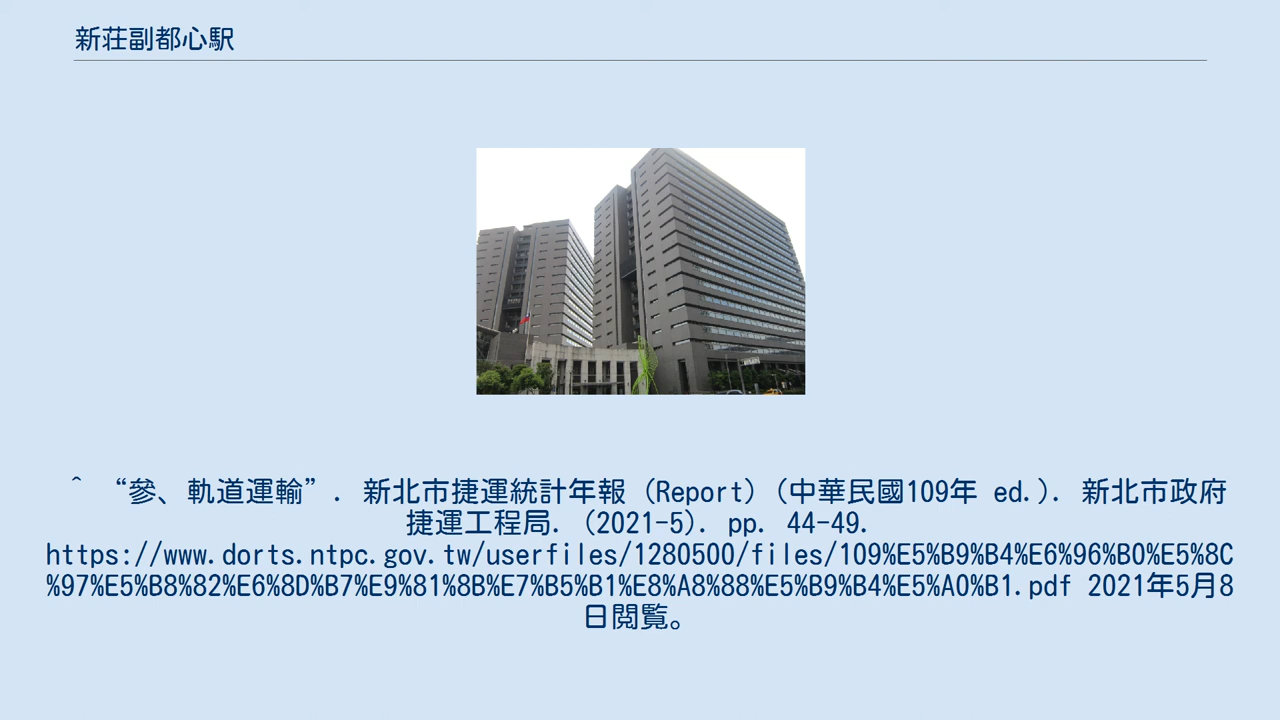 新荘副都心駅
^ “參、軌道運輸”. 新北市捷運統計年報 (Report) (中華民國109年 ed.). 新北市政府
捷運工程局. (2021-5). pp. 44-49.
https://www.dorts.ntpc.gov.tw/userfiles/1280500/files/109%E5%B9%B4%E6%96%B0%E5%8C
%97%E5%B8%82%E6%8D%B7%E9%81%8B%E7%B5%B1%E8%A8%88%E5%B9%B4%E5%A0%B1.pdf 2021年5月8
日閲覧。